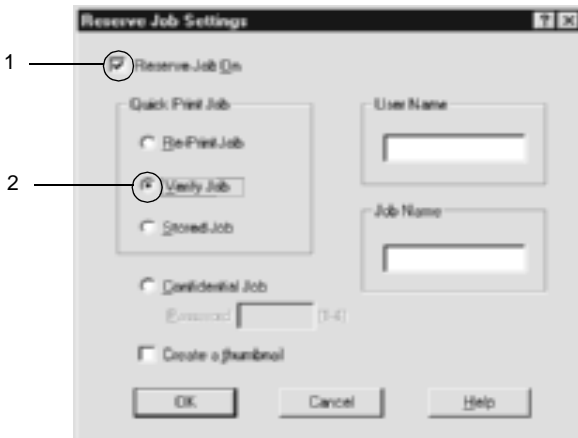 Reserve Job Settings
1
Reserve Job On
Quick Print Job
User Name
Re-Print Job
2
Verify Job
Stored Job
Job Name
Confidential Job
Password
(1-4)
Create a thumbnail
OK
Cancel
Help